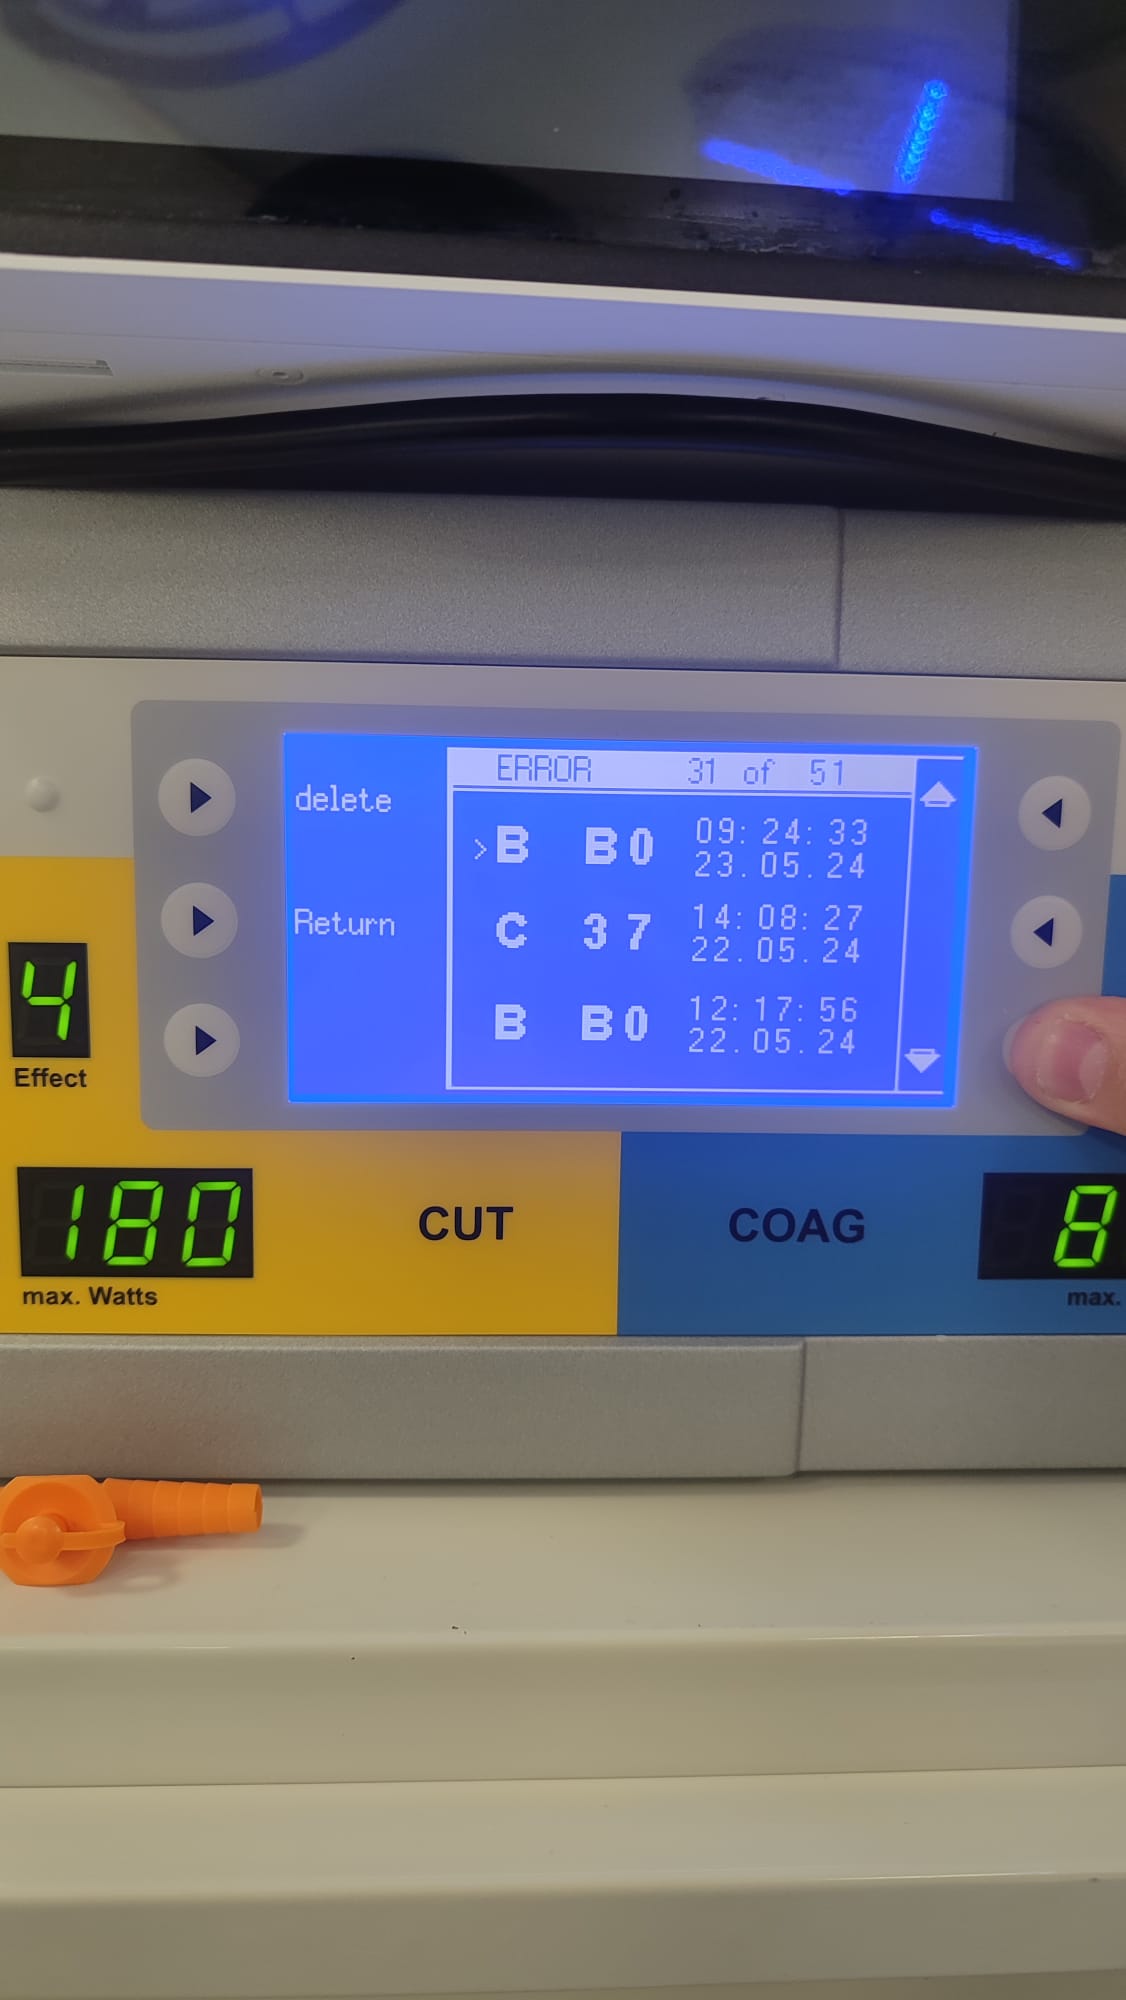 ERROR 31 of 51
delete
>B B0 09:24:33
23.05.24
Return
C 37 14:08:27
22.05.24
B B0 12:17:56
22.05.24
4
Effect
180
max. Watts
CUT
COAG
8
max.